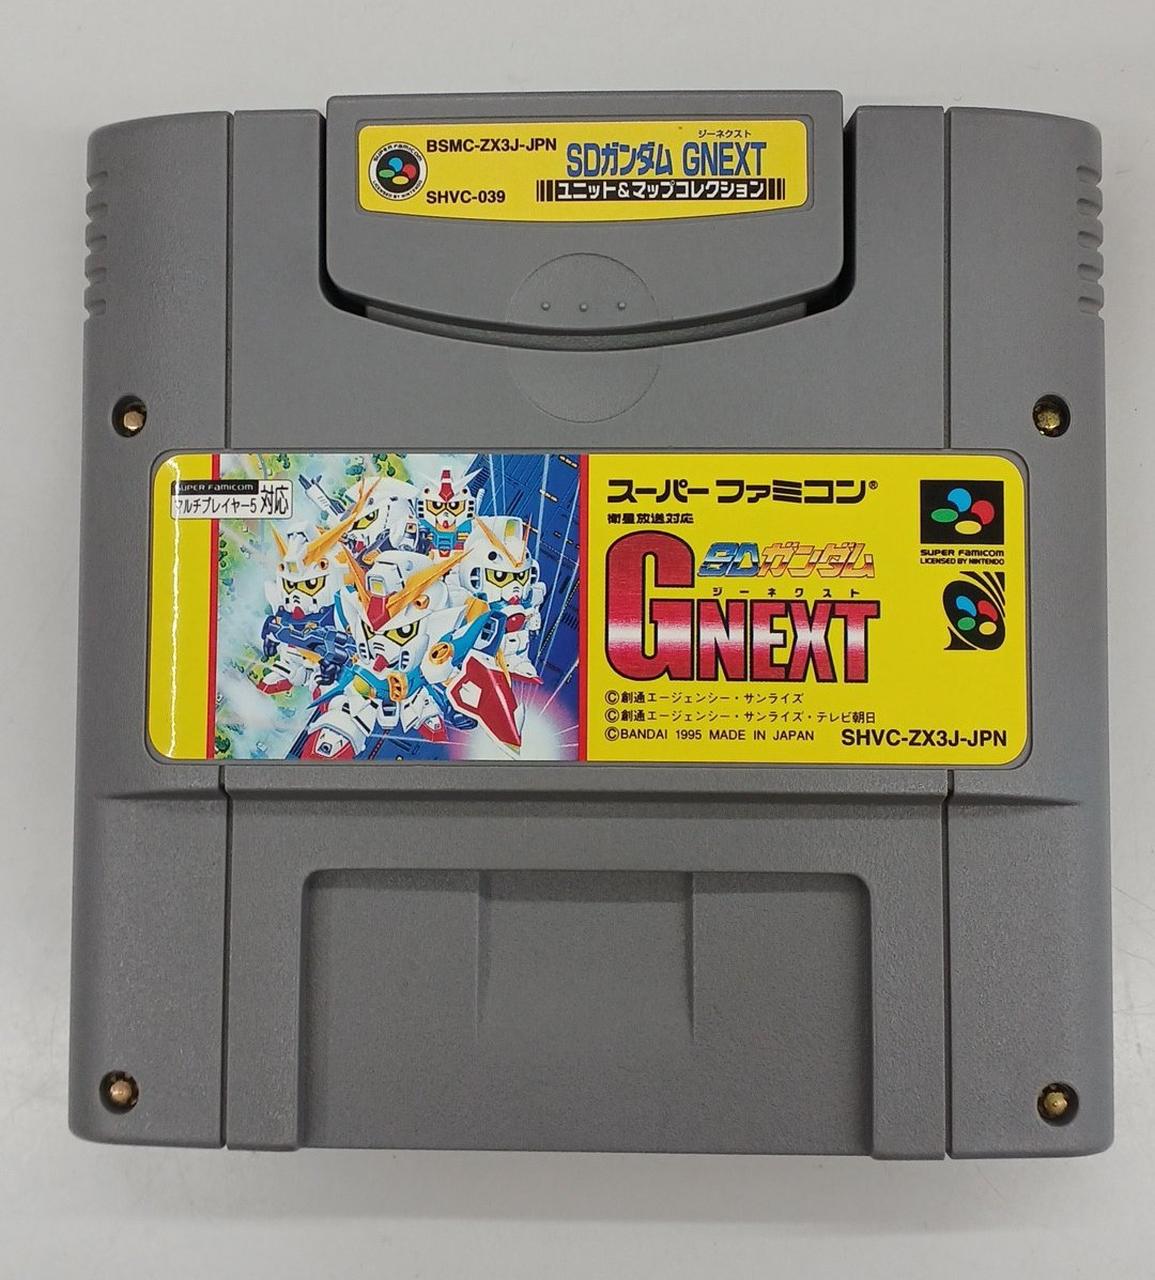 SUPER FAMICOM
LICENSED BY NINTENDO
BSMC-ZX3J-JPN
SHVC-039
ジーネクスト
SDガンダム GNEXT
ユニット&マップコレクション
SUPER FAMICOM
マルチプレイヤー5 対応
スーパーファミコン®
衛星放送対応
SDガンダム
ジーネクスト
GNEXT
©創通エージェンシー・サンライズ
©創通エージェンシー・サンライズ・テレビ朝日
©BANDAI 1995 MADE IN JAPAN
SHVC-ZX3J-JPN
SUPER FAMICOM
LICENSED BY NINTENDO